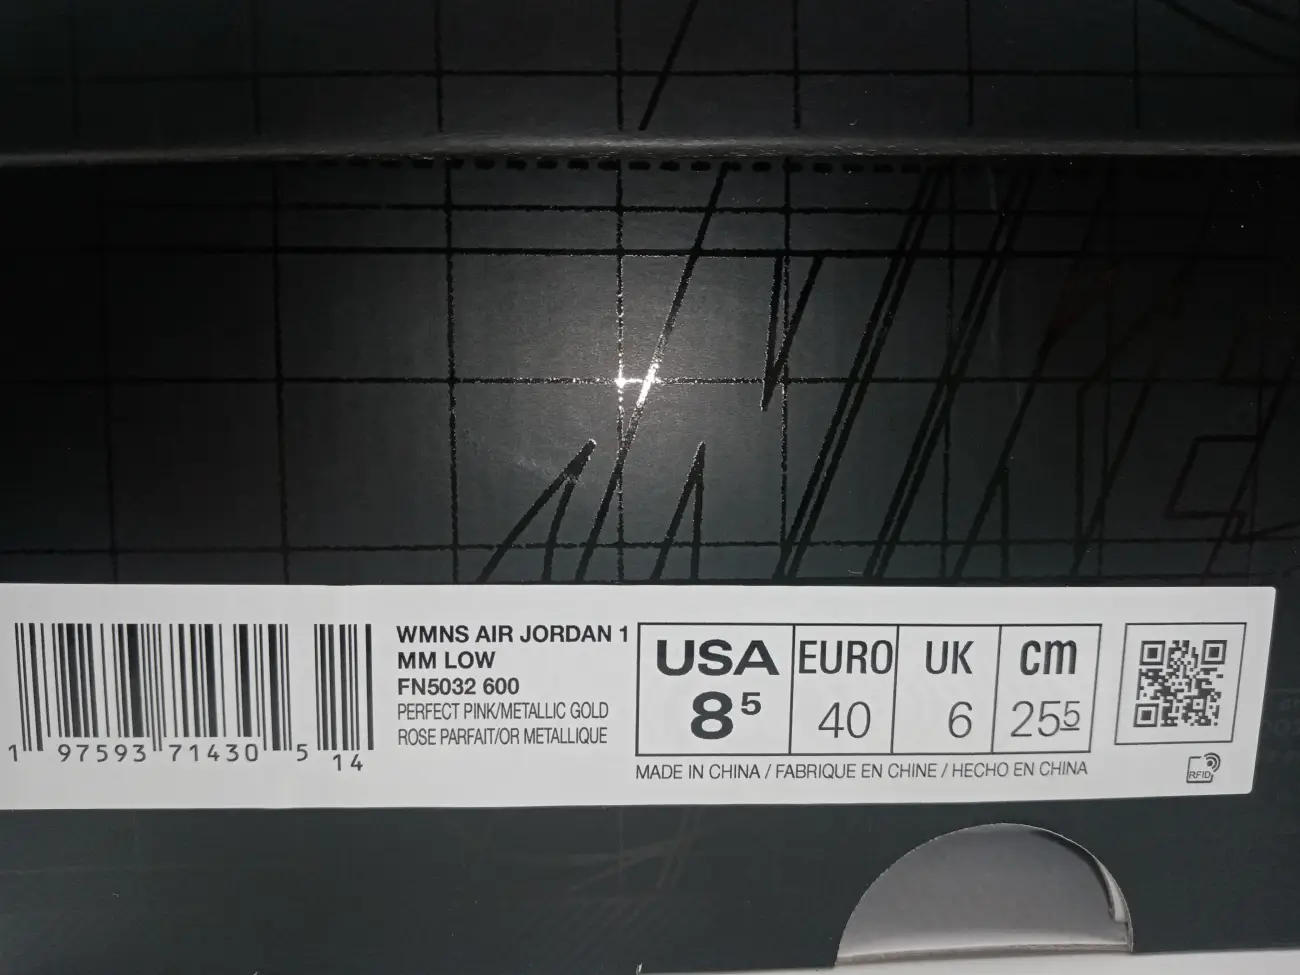 WMNS AIR JORDAN 1
MM LOW
FN5032 600
PERFECT PINK/METALLIC GOLD
ROSE PARFAIT/OR METALLIQUE
1 97593 71430 5 14
USA EURO UK cm
8⁵ 40 6 25⁵
MADE IN CHINA / FABRIQUE EN CHINE / HECHO EN CHINA
RFID